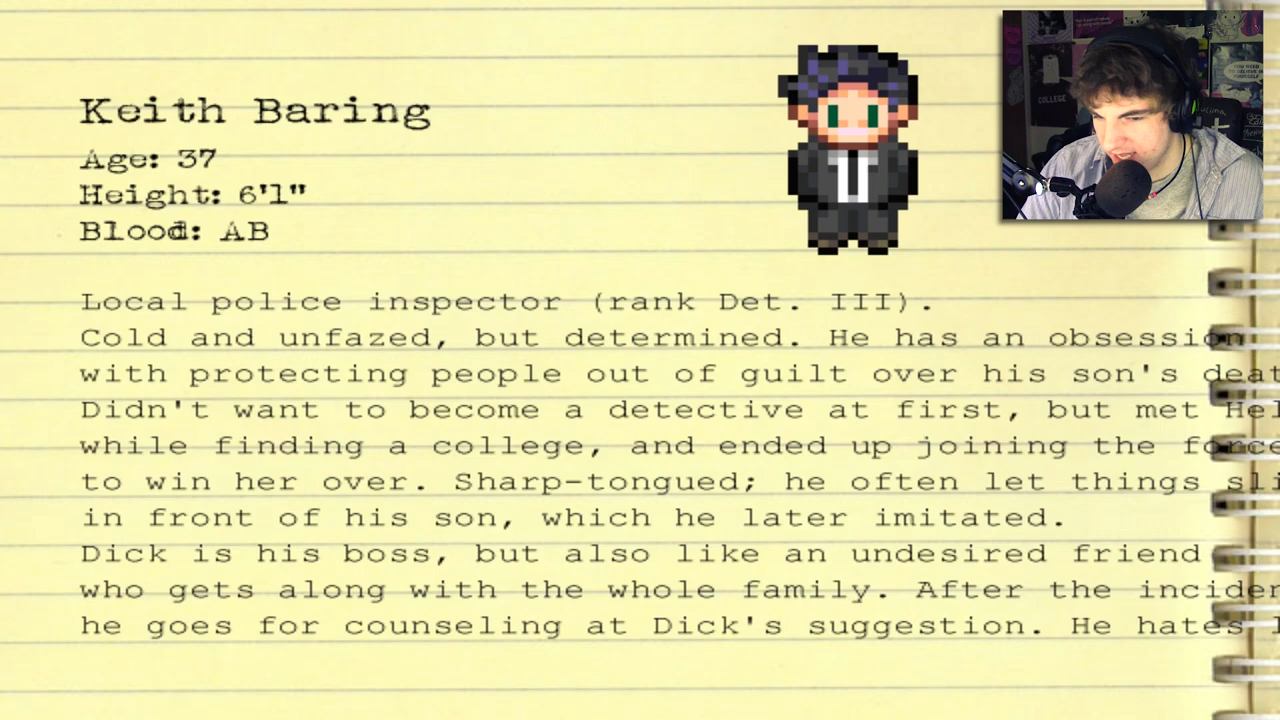 Keith Baring
Age: 37
Height: 6'1"
Blood: AB
Local police inspector (rank Det. III).
Cold and unfazed, but determined. He has an obsession
with protecting people out of guilt over his son's
Didn't want to become a detective at first, but met
while finding a college, and ended up joining the force
to win her over. Sharp-tongued; he often let things
in front of his son, which he later imitated.
Dick is his boss, but also like an undesired friend
who gets along with the whole family. After the
he goes for counseling at Dick's suggestion. He hates
COLLEGE